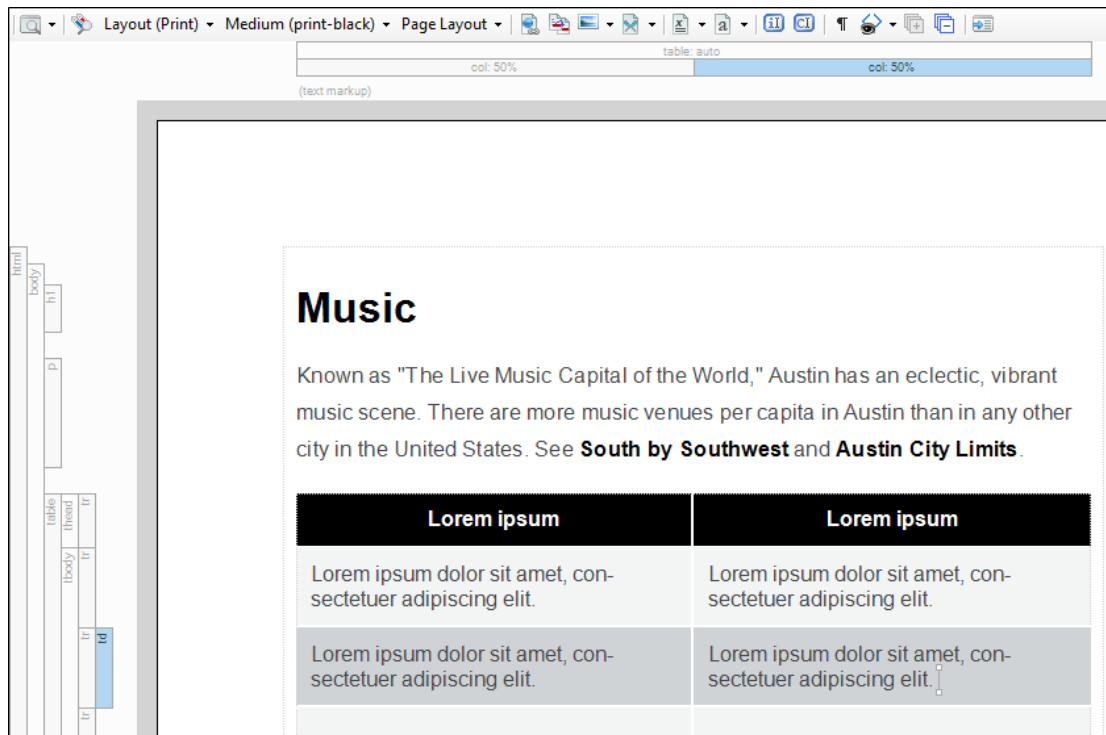 Layout (Print) Medium (print-black) Page Layout
table: auto
col: 50% col: 50%
(text markup)
html
body
h1
Music
p
Known as "The Live Music Capital of the World," Austin has an eclectic, vibrant
music scene. There are more music venues per capita in Austin than in any other
city in the United States. See South by Southwest and Austin City Limits.
table
thead
tr
Lorem ipsum Lorem ipsum
tbody
tr
Lorem ipsum dolor sit amet, con- Lorem ipsum dolor sit amet, con-
sectetuer adipiscing elit. sectetuer adipiscing elit.
tr
td
Lorem ipsum dolor sit amet, con- Lorem ipsum dolor sit amet, con-
sectetuer adipiscing elit. sectetuer adipiscing elit.
tr